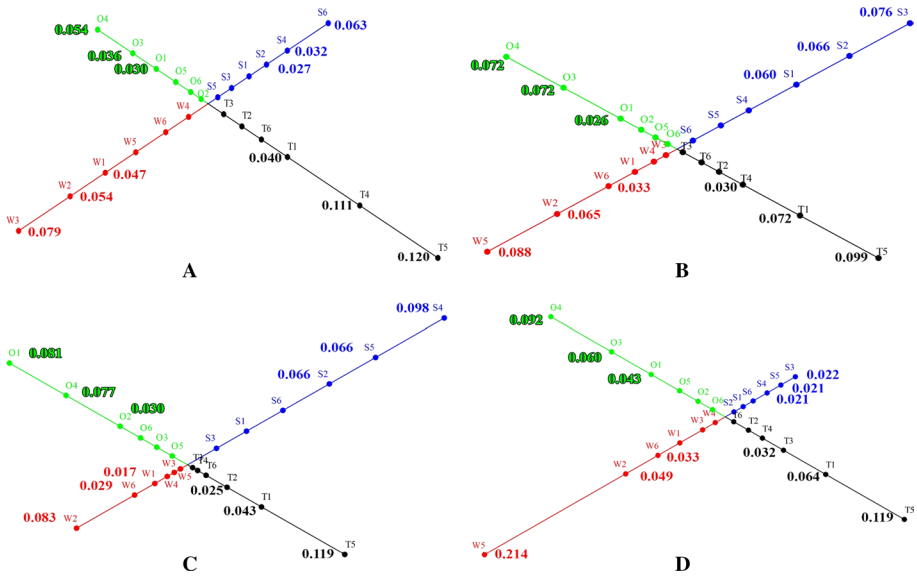 O4
0.054
O3
0.036
O1
0.030
O5
O6
O2
S6
0.063
S4
0.032
S2
0.027
S1
S3
S5
W4
W6
W5
W1
0.047
W2
0.054
W3
0.079
T3
T2
T6
T1
0.040
T4
0.111
T5
0.120
A
O4
0.072
O3
0.072
O1
0.026
O2
O5
O6
0.076 S3
0.066 S2
0.060 S1
S4
S5
S6
W3
W4
W1
0.033
W6
W2
0.065
W5
0.088
T3
T6
T2
0.030
T4
T1
0.072
T5
0.099
B
O1 0.081
O4
0.077
O2 0.030
O6
O3
O5
0.098 S4
0.066 S5
0.066 S2
S6
S1
S3
W3
W5
W4
0.017 W1
0.029 W6
0.083 W2
T3
T4
T6
0.025 T2
T1
0.043
T5
0.119
C
O4
0.092
O3
0.060
O1
0.043
O5
O2
O6
S3
0.022
S5
0.021
S4
0.021
S6
S1
S2
W4
W3
W1
0.033
W6
W2
0.049
W5
0.214
T6
T2
T4
0.032
T3
T1
0.064
T5
0.119
D